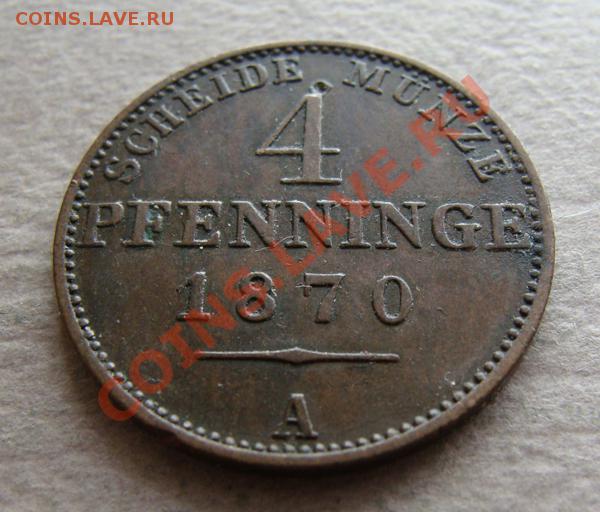 COINS.LAVE.RU
SCHEIDE MÜNZE
4
PFENNINGE
1870
A
COINS.LAVE.RU